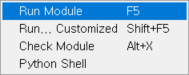 Run Module F5
Run... Customized Shift+F5
Check Module Alt+X
Python Shell